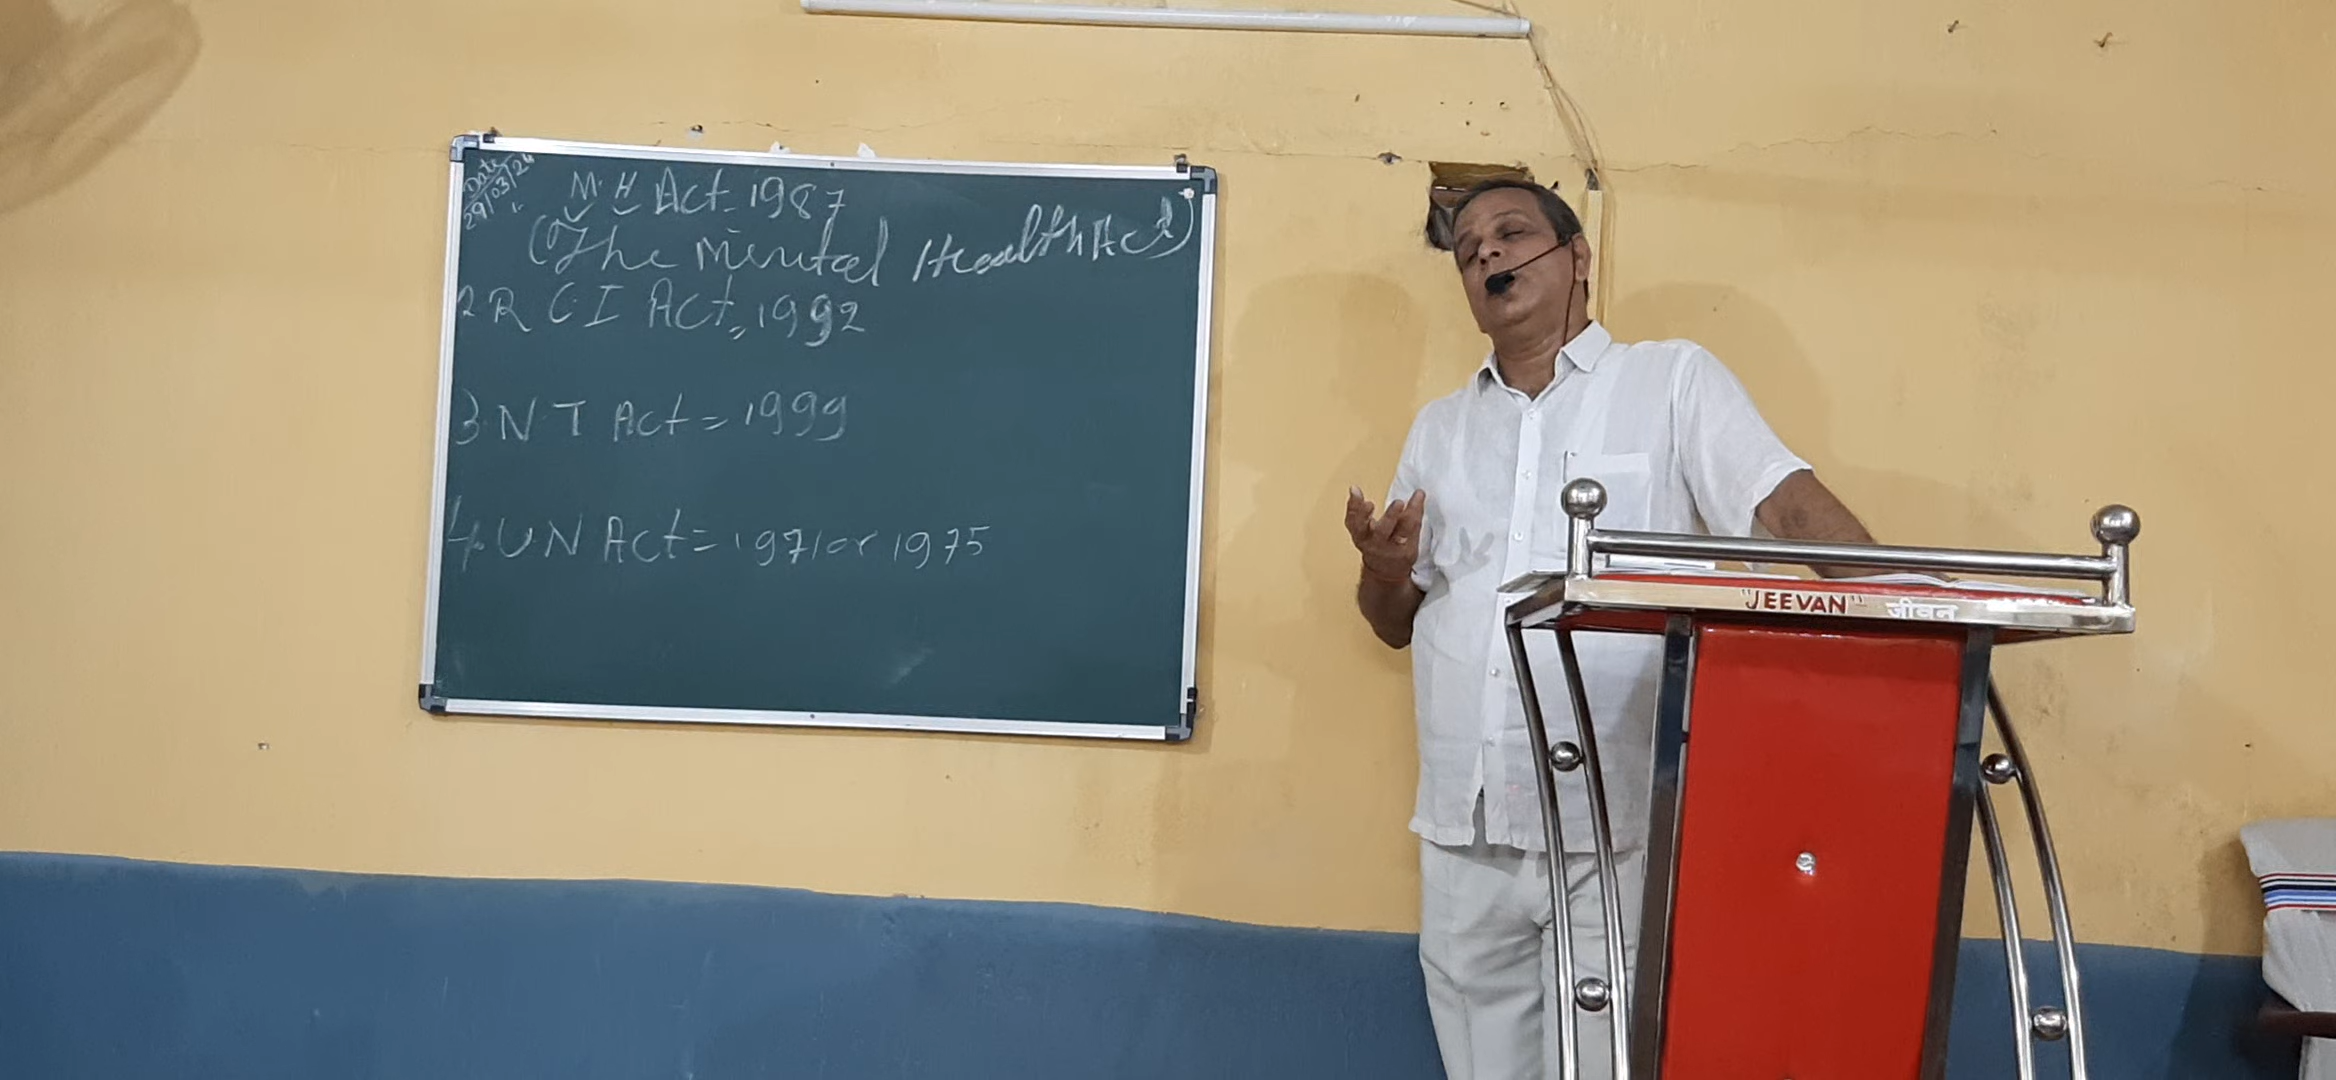 Date
29/03/24
M.H Act-1987
(The Mental Health Act)
2 R C I Act, 1992
3. N.T Act = 1999
4. U.N Act = 1971 or 1975
"JEEVAN" जीवन